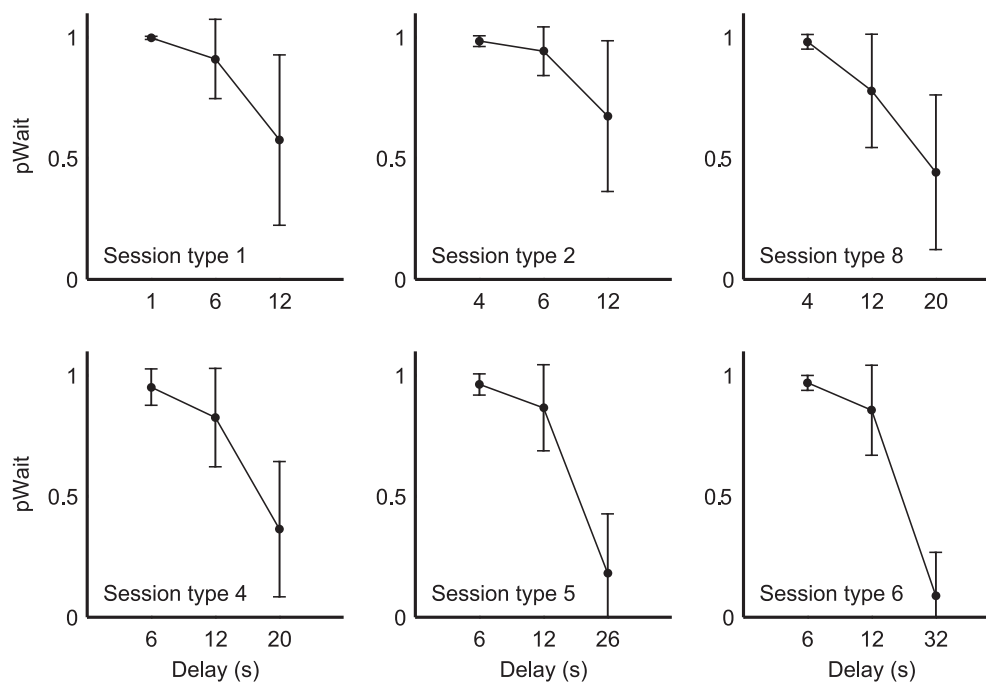 pWait
1
0.5
0
Session type 1
1 6 12
1
0.5
0
Session type 2
4 6 12
1
0.5
0
Session type 8
4 12 20
pWait
1
0.5
0
Session type 4
6 12 20
Delay (s)
1
0.5
0
Session type 5
6 12 26
Delay (s)
1
0.5
0
Session type 6
6 12 32
Delay (s)